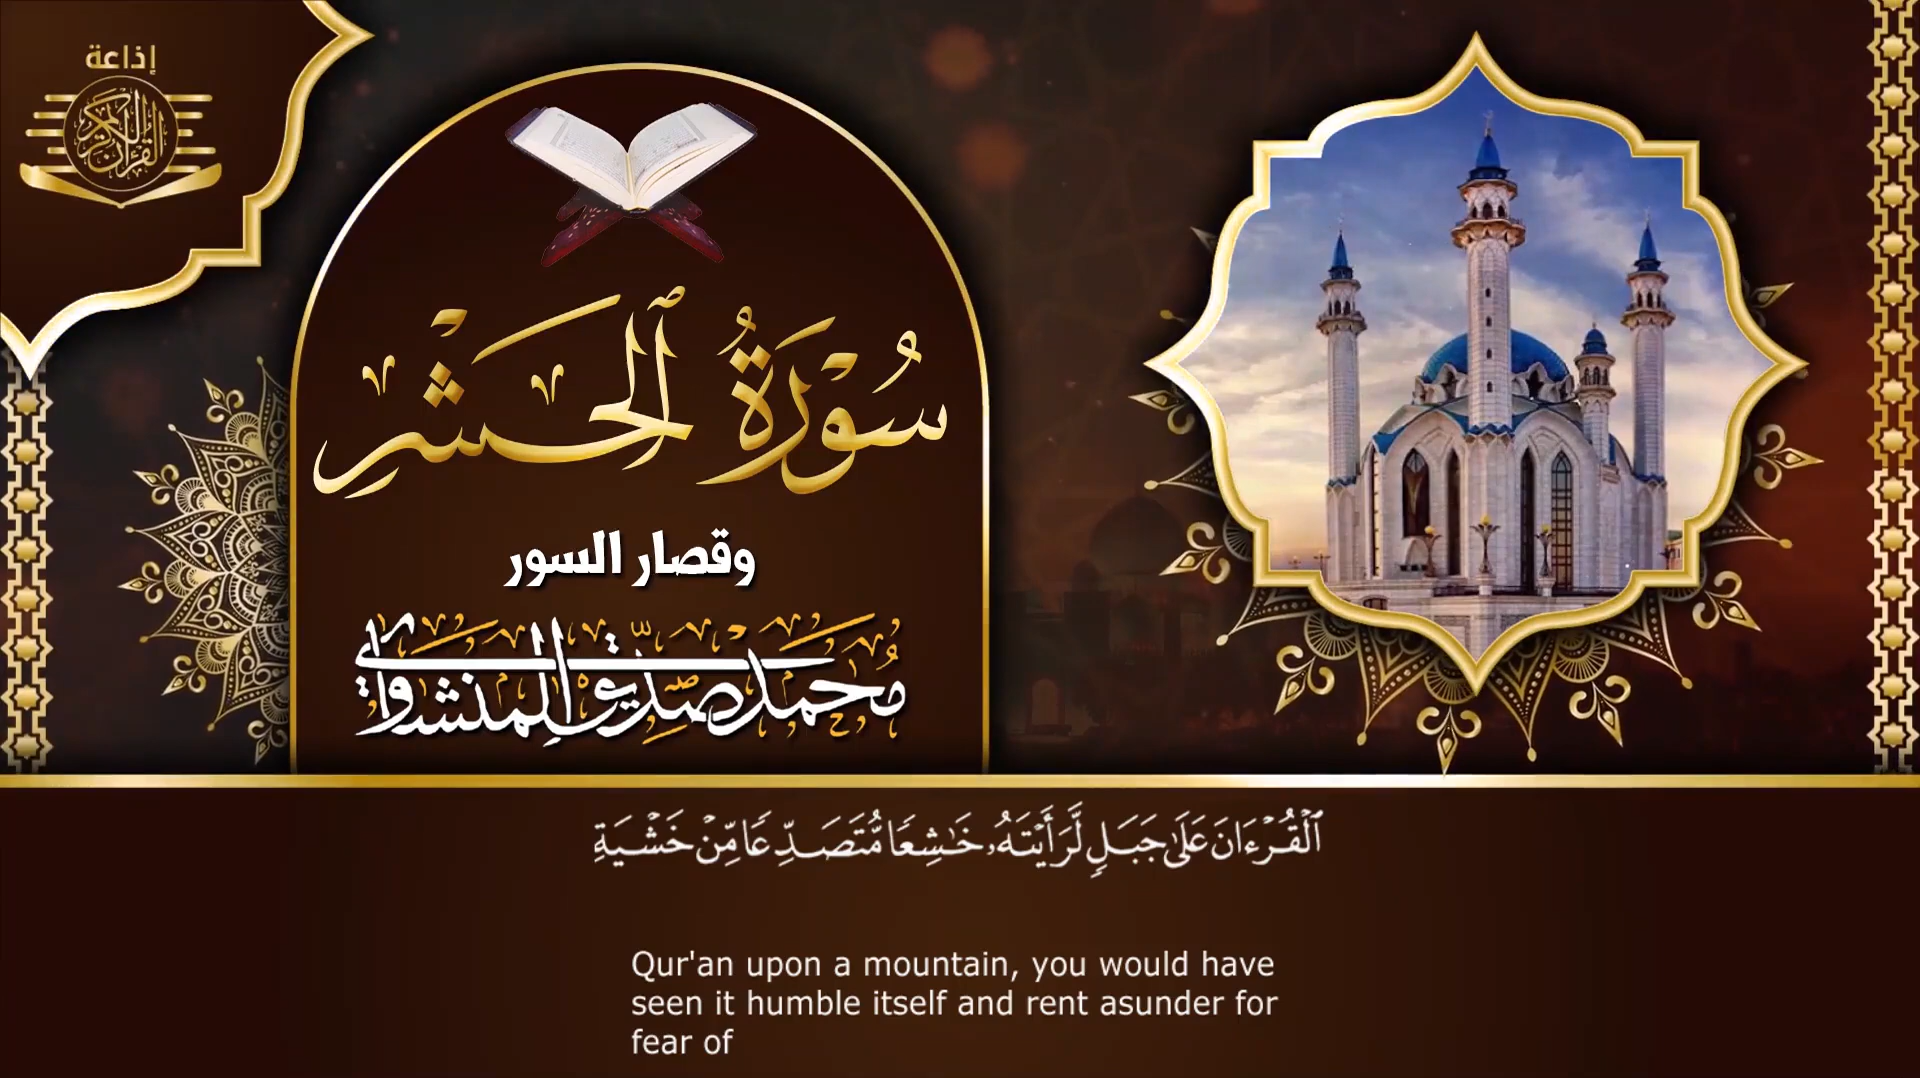 إذاعة
القرآن الكريم
سُورَةُ ٱلْحَشْرِ
وقصار السور
محمد صديق المنشاوي
ٱلْقُرْءَانَ عَلَىٰ جَبَلٍ لَّرَأَيْتَهُۥ خَٰشِعًا مُّتَصَدِّعًا مِّنْ خَشْيَةِ
Qur'an upon a mountain, you would have
seen it humble itself and rent asunder for
fear of